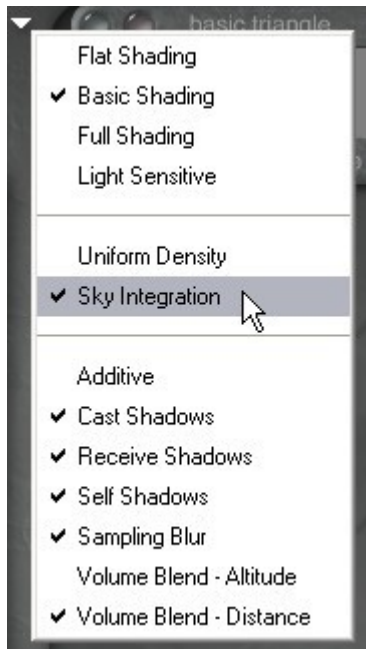 basic triangle
Flat Shading
Basic Shading
Full Shading
Light Sensitive
Uniform Density
Sky Integration
Additive
Cast Shadows
Receive Shadows
Self Shadows
Sampling Blur
Volume Blend - Altitude
Volume Blend - Distance